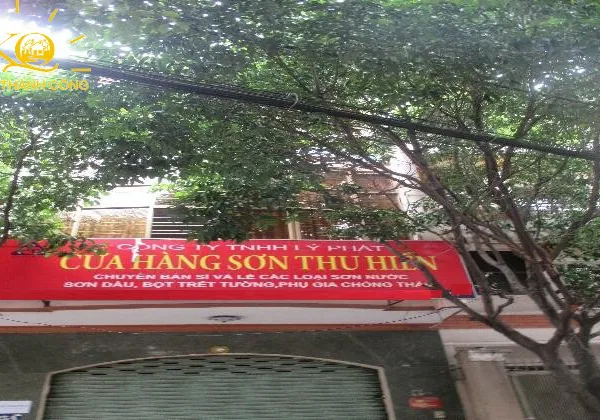 CÔNG TY TNHH LÝ PHÁT
CỬA HÀNG SƠN THU HIỀN
CHUYÊN BÁN SỈ VÀ LẺ CÁC LOẠI SƠN NƯỚC
SƠN DẦU, BỘT TRÉT TƯỜNG,PHỤ GIA CHỐNG THẤM